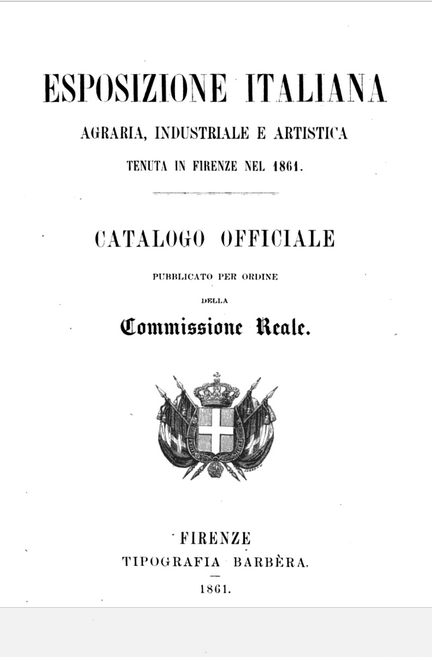 ESPOSIZIONE ITALIANA
AGRARIA, INDUSTRIALE E ARTISTICA
TENUTA IN FIRENZE NEL 1861.
CATALOGO OFFICIALE
PUBBLICATO PER ORDINE
DELLA
Commissione Reale.
FIRENZE
TIPOGRAFIA BARBÈRA.
1861.